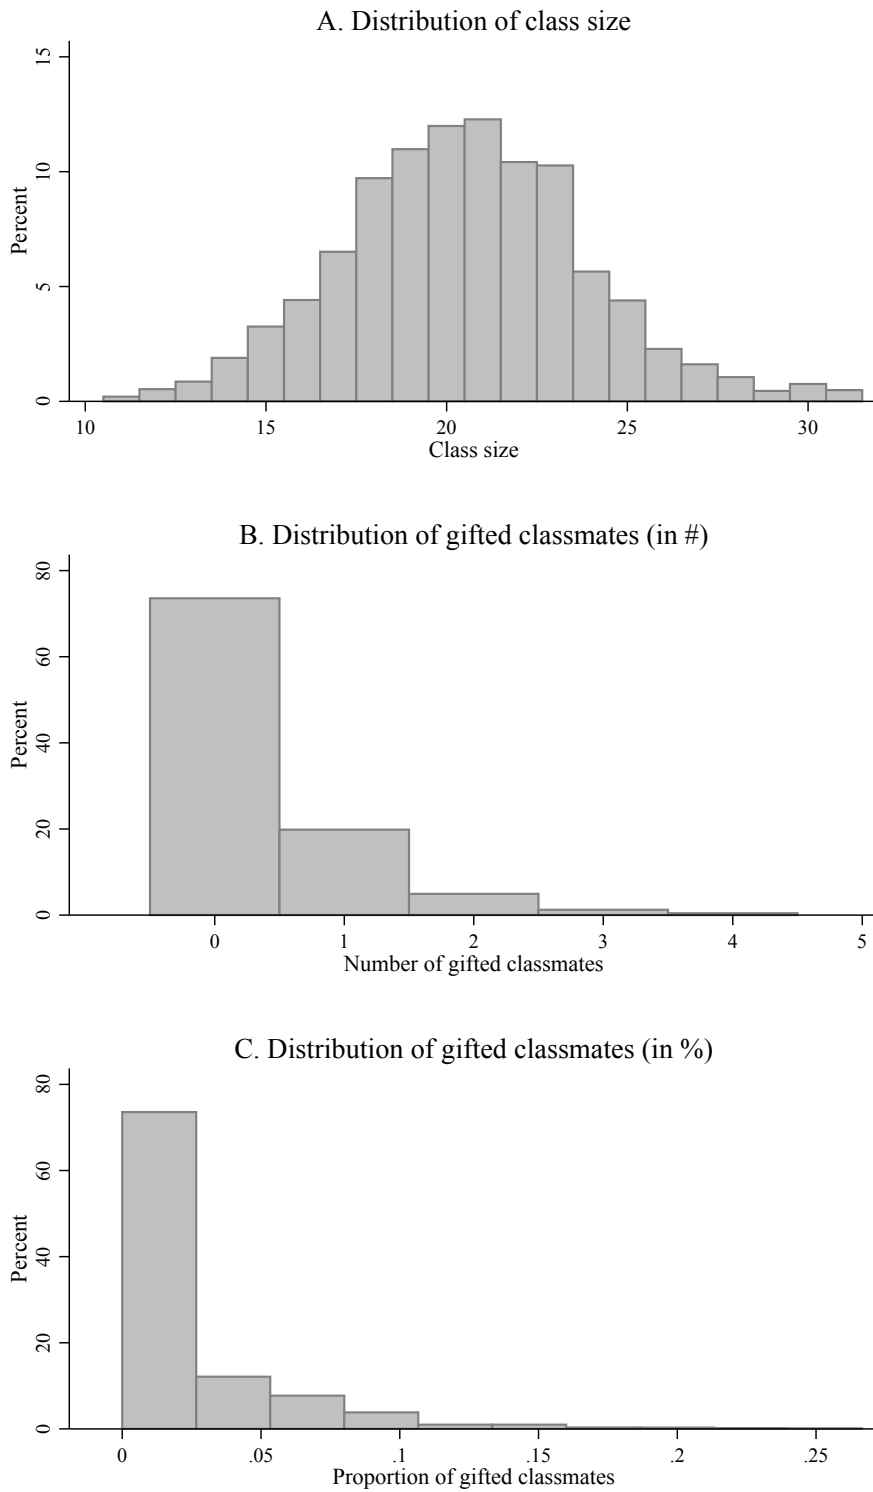 A. Distribution of class size
15
10
5
0
Percent
10 15 20 25 30
Class size
B. Distribution of gifted classmates (in #)
80
60
40
20
0
Percent
0 1 2 3 4 5
Number of gifted classmates
C. Distribution of gifted classmates (in %)
80
60
40
20
0
Percent
0 .05 .1 .15 .2 .25
Proportion of gifted classmates